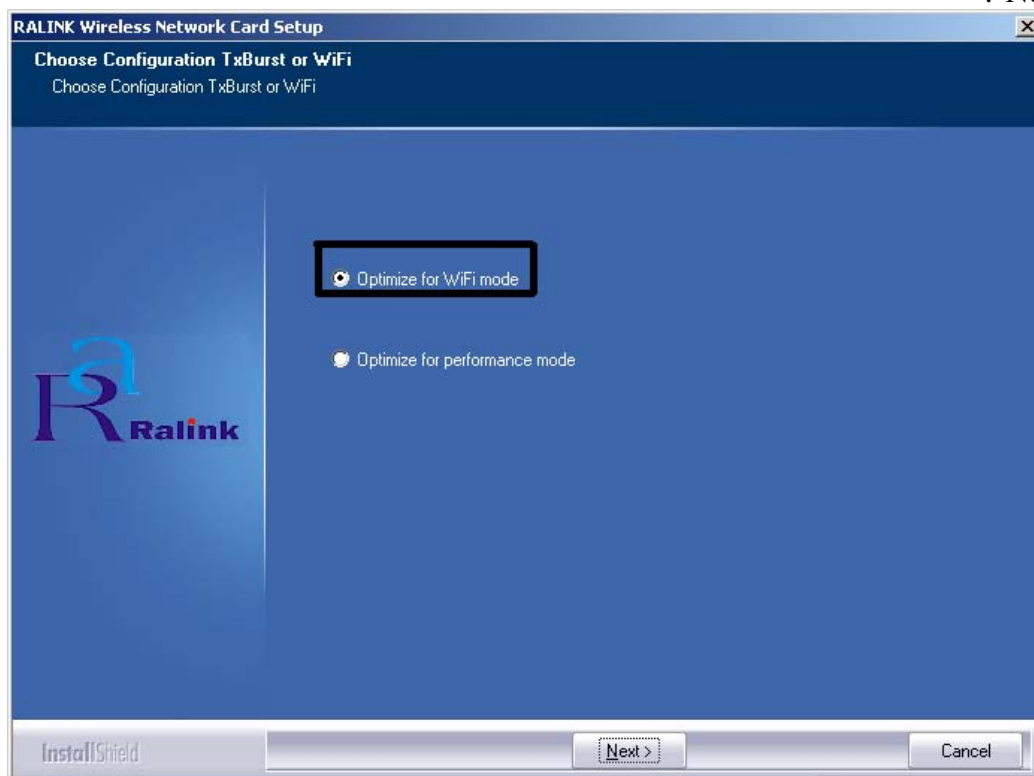 RALINK Wireless Network Card Setup
Choose Configuration TxBurst or WiFi
Choose Configuration TxBurst or WiFi
Optimize for WiFi mode
Optimize for performance mode
Ralink
InstallShield
Next >
Cancel